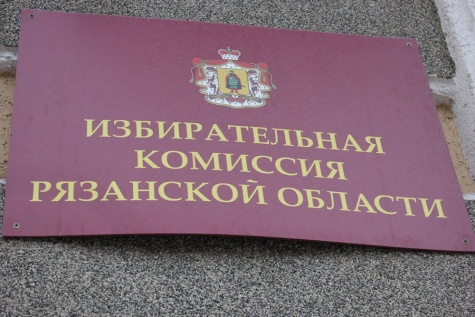 ИЗБИРАТЕЛЬНАЯ
КОМИССИЯ
РЯЗАНСКОЙ ОБЛАСТИ